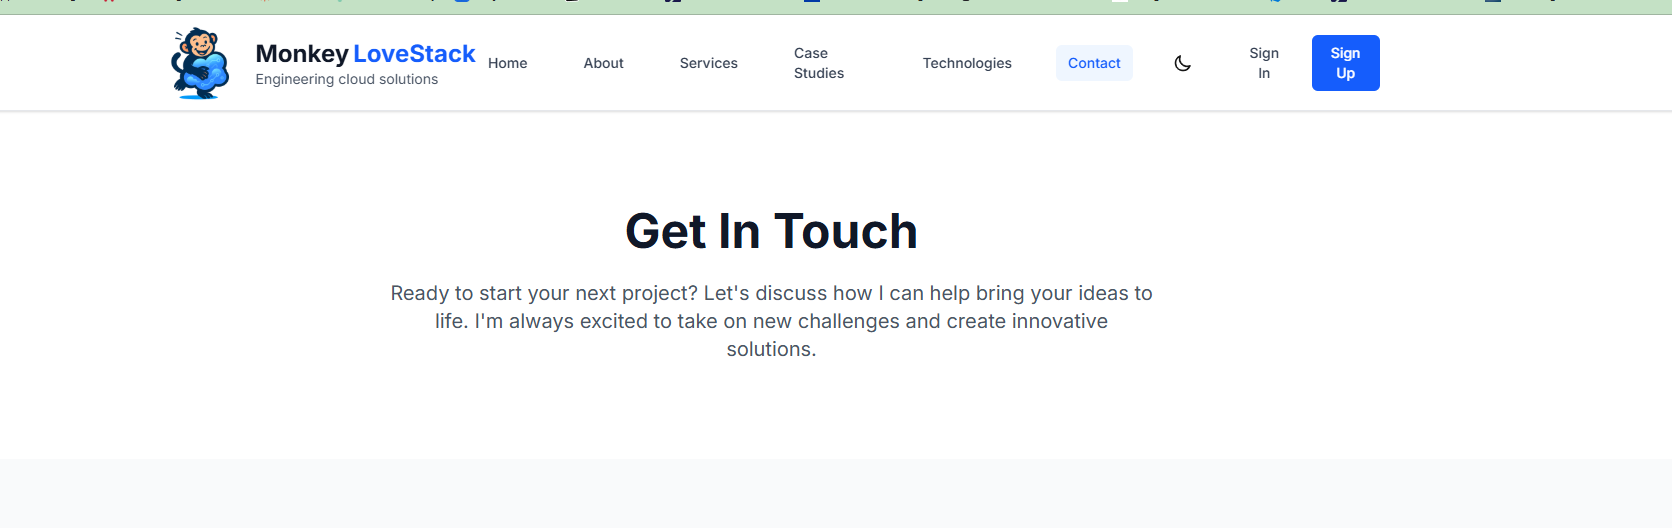 Monkey LoveStack
Engineering cloud solutions
Home
About
Services
Case
Studies
Technologies
Contact
Sign
In
Sign
Up
Get In Touch
Ready to start your next project? Let's discuss how I can help bring your ideas to
life. I'm always excited to take on new challenges and create innovative
solutions.